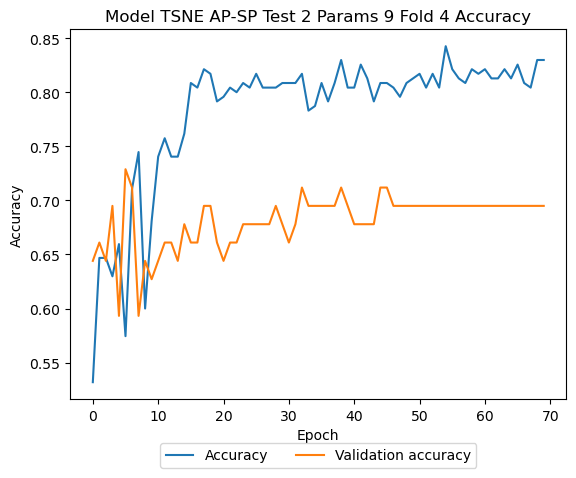 Model TSNE AP-SP Test 2 Params 9 Fold 4 Accuracy
0.85
0.80
0.75
0.70
0.65
0.60
0.55
Accuracy
0 10 20 30 40 50 60 70
Epoch
Accuracy Validation accuracy